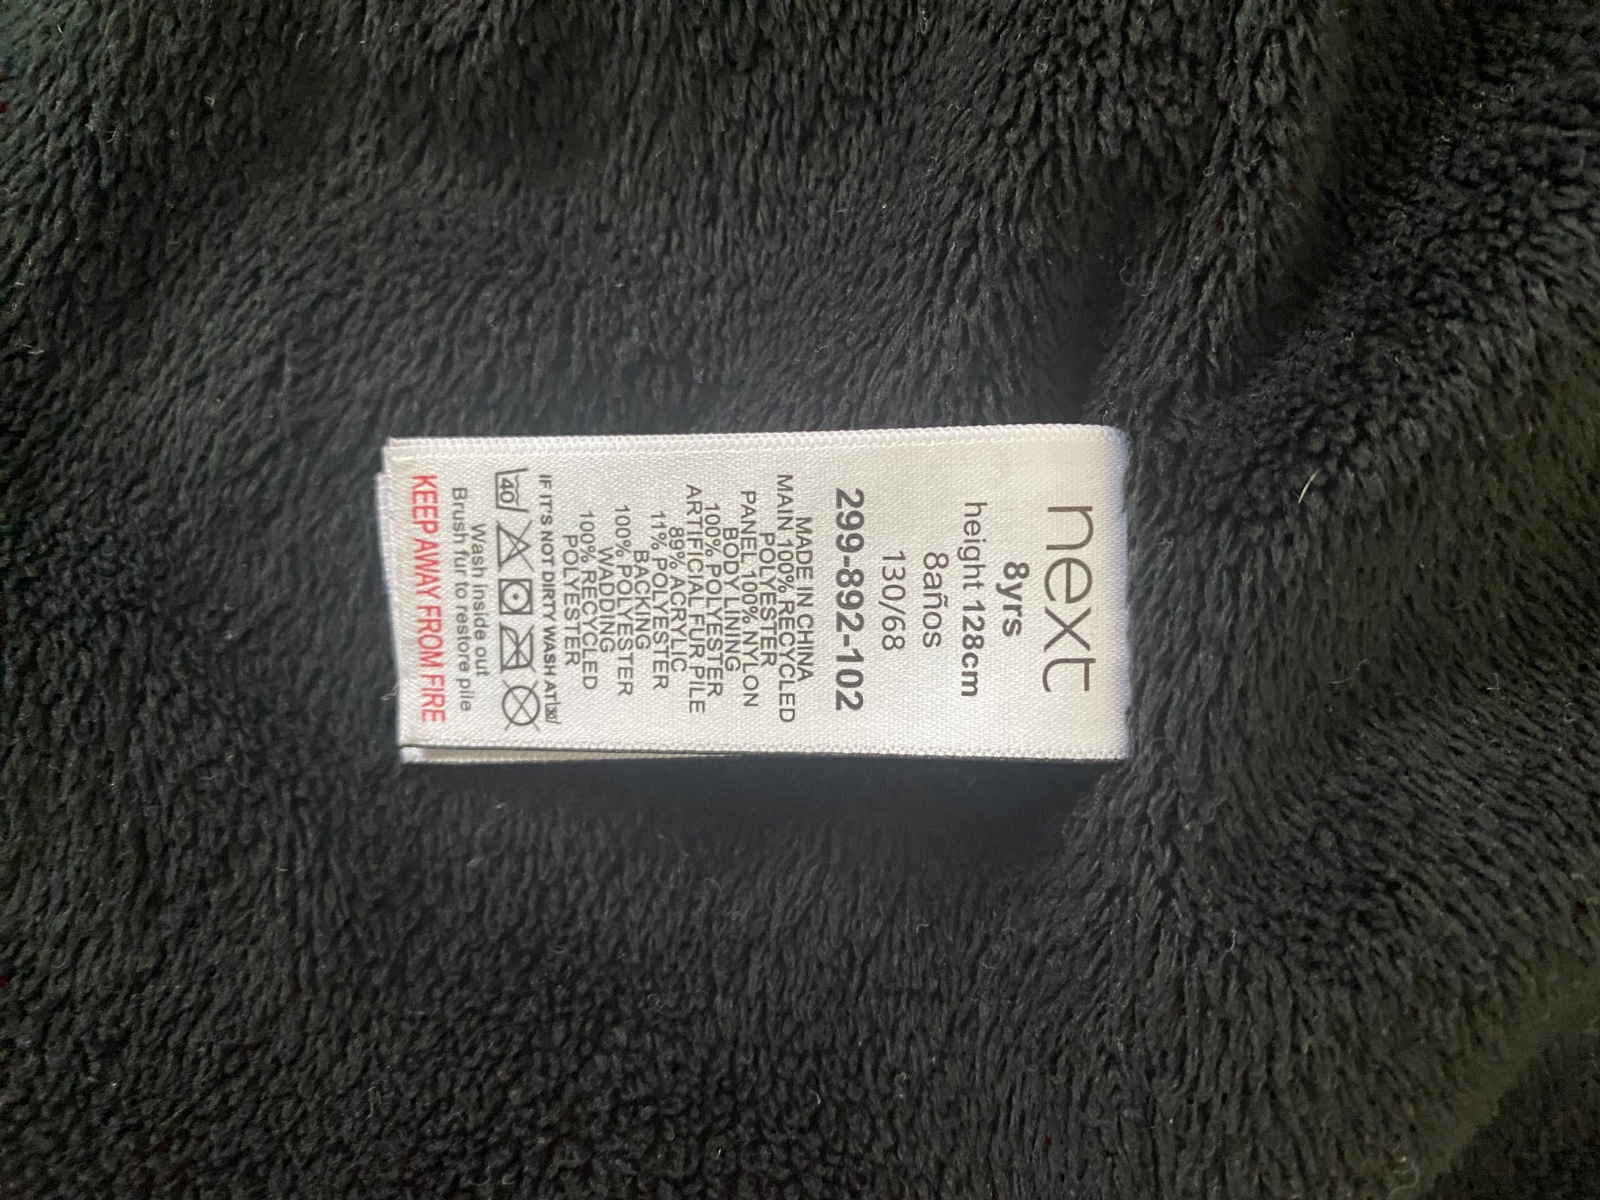 next
8yrs
height 128cm
8años
130/68
299-892-102
MADE IN CHINA
MAIN 100% RECYCLED
POLYESTER
PANEL 100% NYLON
BODY LINING
100% POLYESTER
ARTIFICIAL FUR PILE
89% ACRYLIC
11% POLYESTER
BACKING
100% POLYESTER
WADDING
100% RECYCLED
POLYESTER
IF IT'S NOT DIRTY WASH AT 30
40
Wash inside out
Brush fur to restore pile
KEEP AWAY FROM FIRE